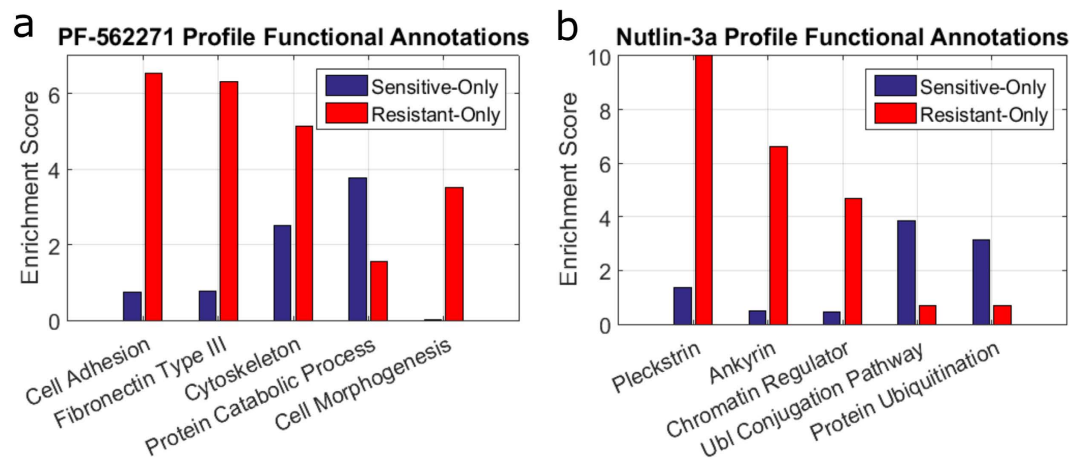 a
PF-562271 Profile Functional Annotations
Enrichment Score
6
4
2
0
Sensitive-Only
Resistant-Only
Cell Adhesion
Fibronectin Type III
Cytoskeleton
Protein Catabolic Process
Cell Morphogenesis
b
Nutlin-3a Profile Functional Annotations
Enrichment Score
10
8
6
4
2
0
Sensitive-Only
Resistant-Only
Pleckstrin
Ankyrin
Chromatin Regulator
Ubl Conjugation Pathway
Protein Ubiquitination